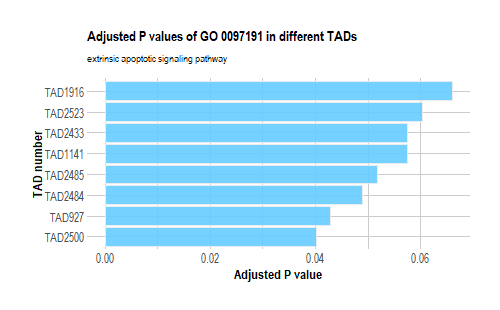 Adjusted P values of GO 0097191 in different TADs
extrinsic apoptotic signaling pathway
TAD number
TAD1916
TAD2523
TAD2433
TAD1141
TAD2485
TAD2484
TAD927
TAD2500
0.00 0.02 0.04 0.06
Adjusted P value